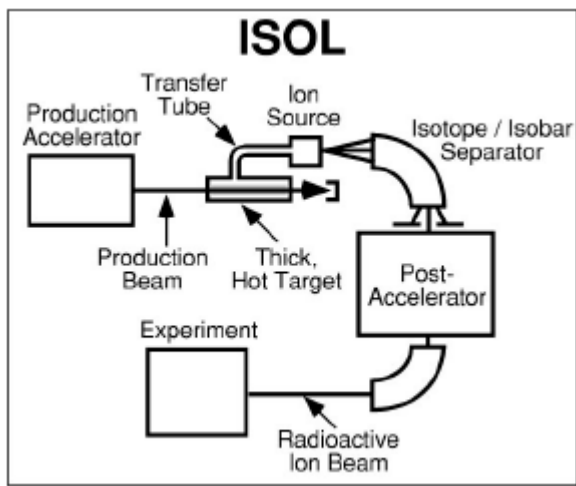 ISOL
Transfer
Tube
Ion
Source
Production
Accelerator
Isotope / Isobar
Separator
Production
Beam
Thick,
Hot Target
Post-
Accelerator
Experiment
Radioactive
Ion Beam